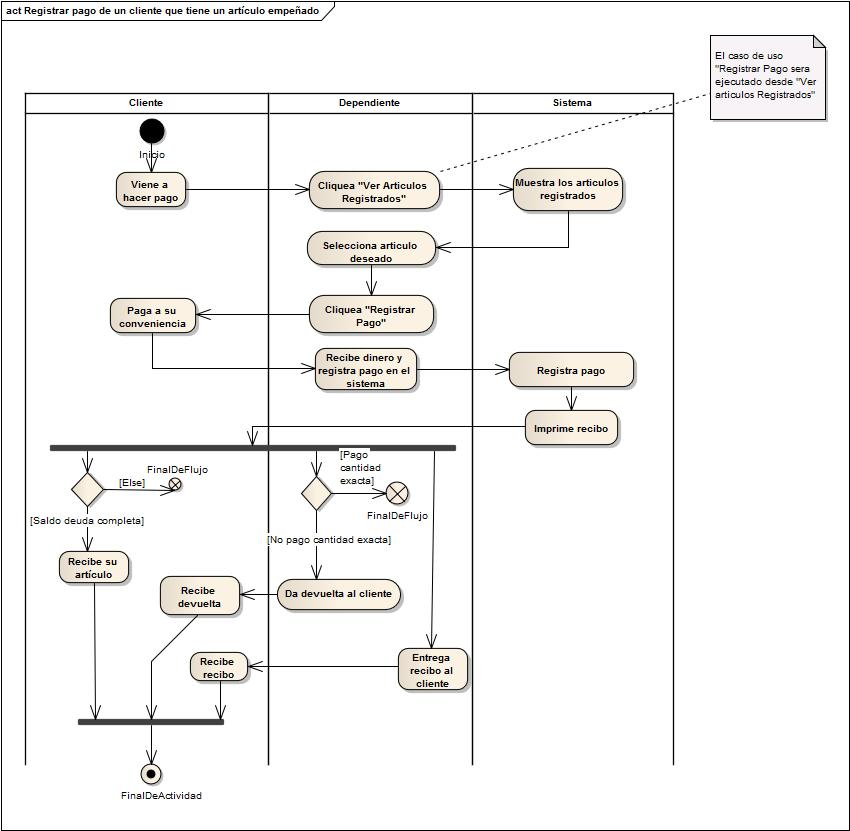 act Registrar pago de un cliente que tiene un artículo empeñado
El caso de uso
"Registrar Pago sera
ejecutado desde "Ver
articulos Registrados"
Cliente
Dependiente
Sistema
Inicio
Viene a
hacer pago
Cliquea "Ver Articulos
Registrados"
Muestra los articulos
registrados
Selecciona articulo
deseado
Paga a su
conveniencia
Cliquea "Registrar
Pago"
Recibe dinero y
registra pago en el
sistema
Registra pago
Imprime recibo
[Pago
cantidad
exacta]
FinalDeFlujo
[Else]
FinalDeFlujo
[Saldo deuda completa]
[No pago cantidad exacta]
Recibe su
artículo
Recibe
devuelta
Da devuelta al cliente
Recibe
recibo
Entrega
recibo al
cliente
FinalDeActividad